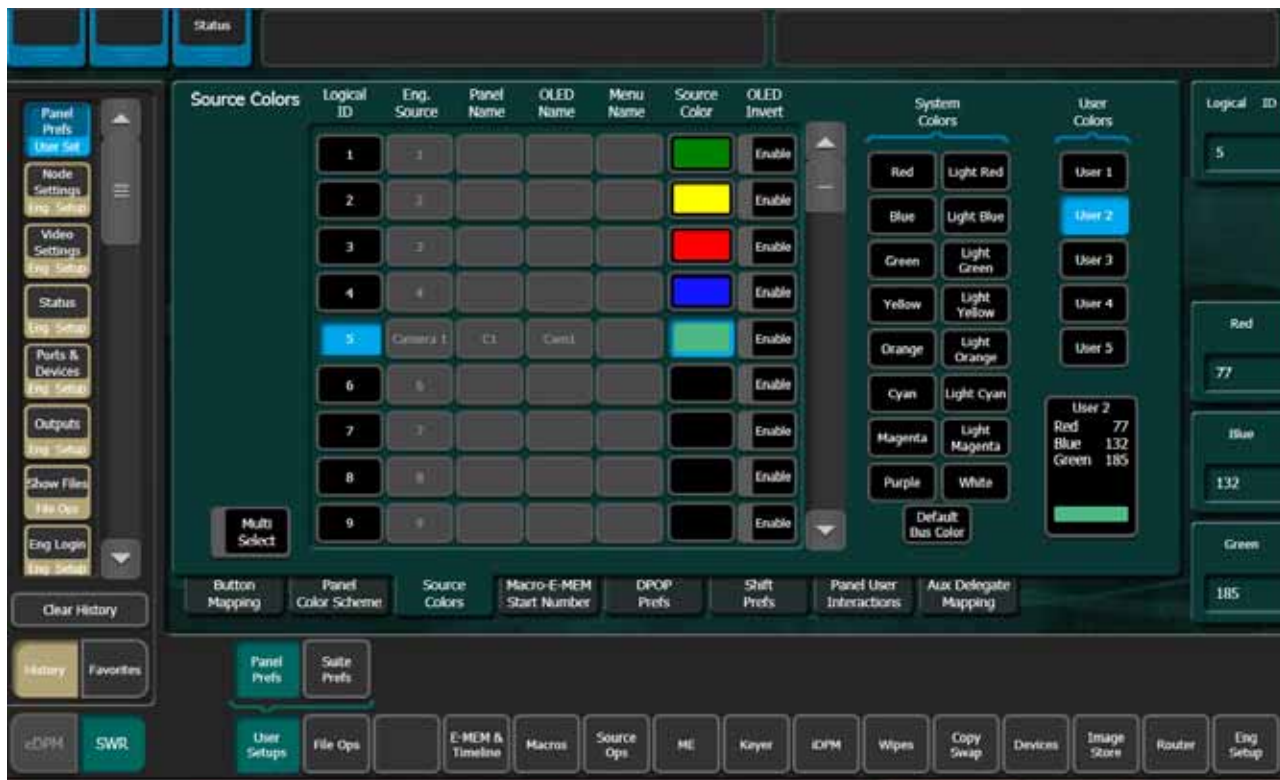 Status
Panel
Prefs
User Set
Node
Settings
Eng Setup
Video
Settings
Eng Setup
Status
Eng Setup
Ports &
Devices
Eng Setup
Outputs
Eng Setup
Show Files
File Ops
Eng Login
Eng Setup
Clear History
History Favorites
eDPM SWR
Source Colors
Logical
ID
Eng.
Source
Panel
Name
OLED
Name
Menu
Name
Source
Color
OLED
Invert
1 1 Enable
2 2 Enable
3 3 Enable
4 4 Enable
5 Camera 1 C1 Cam1 Enable
6 6 Enable
7 7 Enable
8 8 Enable
9 9 Enable
Multi
Select
System
Colors
Red Light Red
Blue Light Blue
Green Light
Green
Yellow Light
Yellow
Orange Light
Orange
Cyan Light Cyan
Magenta Light
Magenta
Purple White
Default
Bus Color
User
Colors
User 1
User 2
User 3
User 4
User 5
User 2
Red 77
Blue 132
Green 185
Logical ID
5
Red
77
Blue
132
Green
185
Button
Mapping
Panel
Color Scheme
Source
Colors
Macro-E-MEM
Start Number
DPOP
Prefs
Shift
Prefs
Panel User
Interactions
Aux Delegate
Mapping
Panel
Prefs
Suite
Prefs
User
Setups
File Ops
E-MEM &
Timeline
Macros
Source
Ops
ME
Keyer
iDPM
Wipes
Copy
Swap
Devices
Image
Store
Router
Eng
Setup